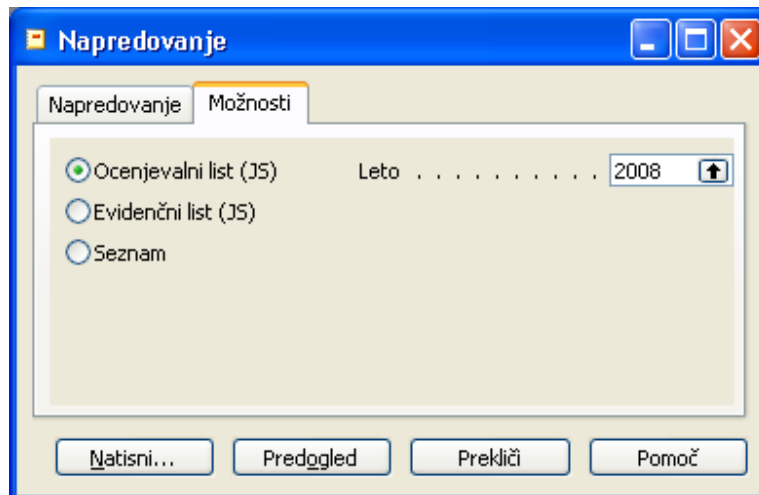 Napredovanje
Napredovanje Možnosti
Ocenjevalni list (JS) Leto . . . . . . . . . . 2008
Evidenčni list (JS)
Seznam
Natisni... Predogled Prekliči Pomoč